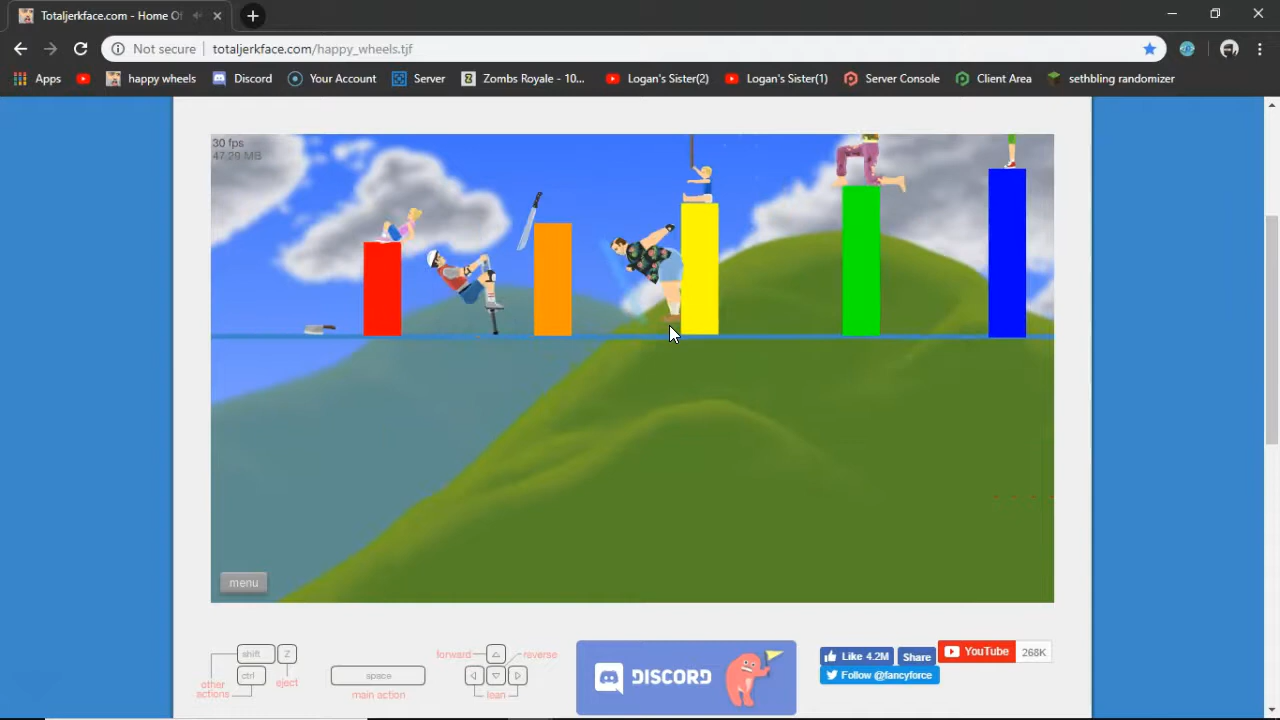 Totaljerkface.com - Home Of
Not secure totaljerkface.com/happy_wheels.tjf
Apps happy wheels Discord Your Account Server Zombs Royale - 10... Logan's Sister(2) Logan's Sister(1) Server Console Client Area sethbling randomizer
30 fps
47.29 MB
menu
shift Z
ctrl
eject
other
actions
space
main action
forward reverse
lean
DISCORD
Like 4.2M Share YouTube 268K
Follow @fancyforce